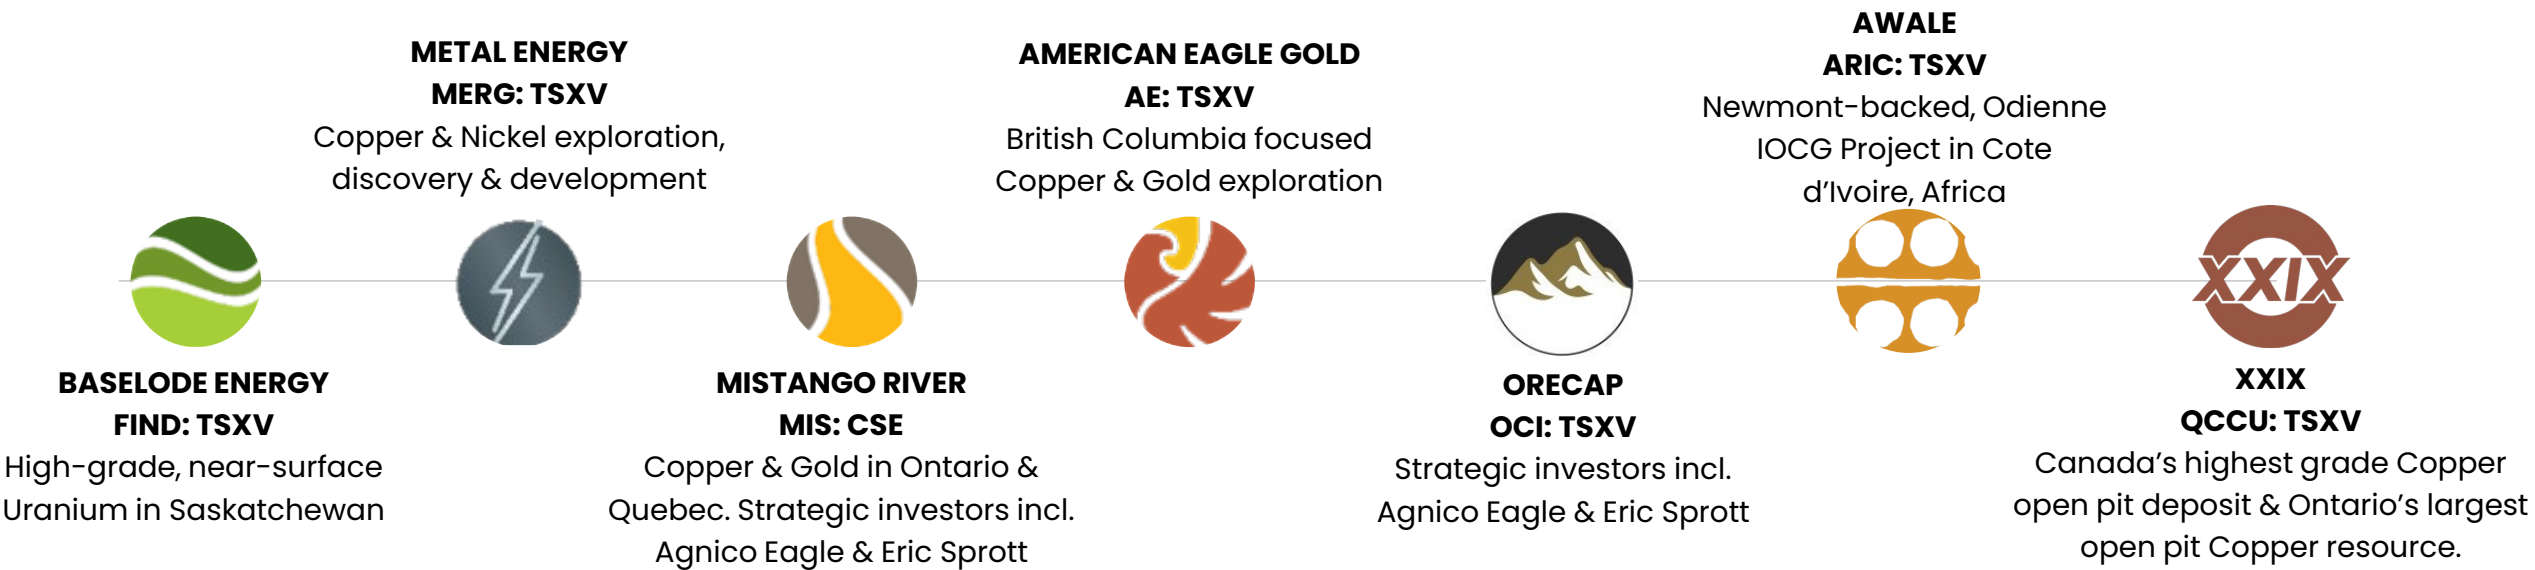 METAL ENERGY
MERG: TSXV
Copper & Nickel exploration,
discovery & development
AMERICAN EAGLE GOLD
AE: TSXV
British Columbia focused
Copper & Gold exploration
AWALE
ARIC: TSXV
Newmont-backed, Odienne
IOCG Project in Cote
d’Ivoire, Africa
XXIX
BASELODE ENERGY
FIND: TSXV
High-grade, near-surface
Uranium in Saskatchewan
MISTANGO RIVER
MIS: CSE
Copper & Gold in Ontario &
Quebec. Strategic investors incl.
Agnico Eagle & Eric Sprott
ORECAP
OCI: TSXV
Strategic investors incl.
Agnico Eagle & Eric Sprott
XXIX
QCCU: TSXV
Canada’s highest grade Copper
open pit deposit & Ontario’s largest
open pit Copper resource.